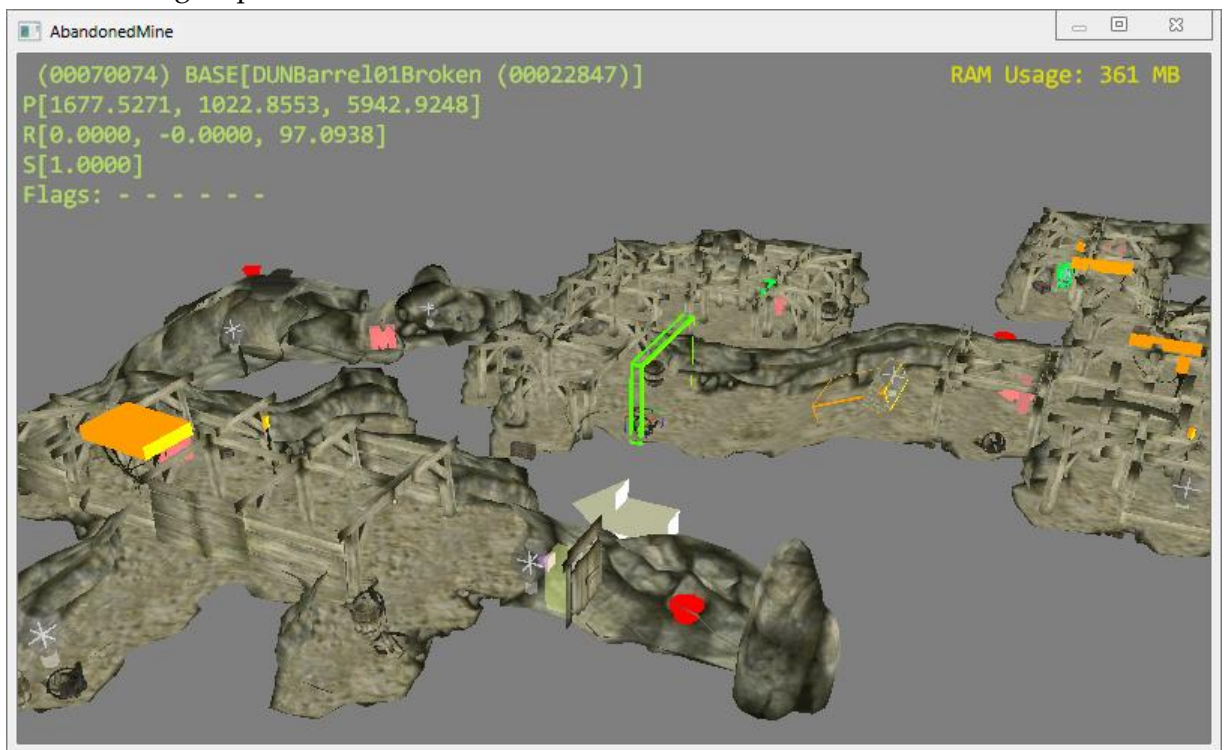 AbandonedMine
(00070074) BASE[DUNBarrel01Broken (00022847)]
RAM Usage: 361 MB
P[1677.5271, 1022.8553, 5942.9248]
R[0.0000, -0.0000, 97.0938]
S[1.0000]
Flags: - - - - - -